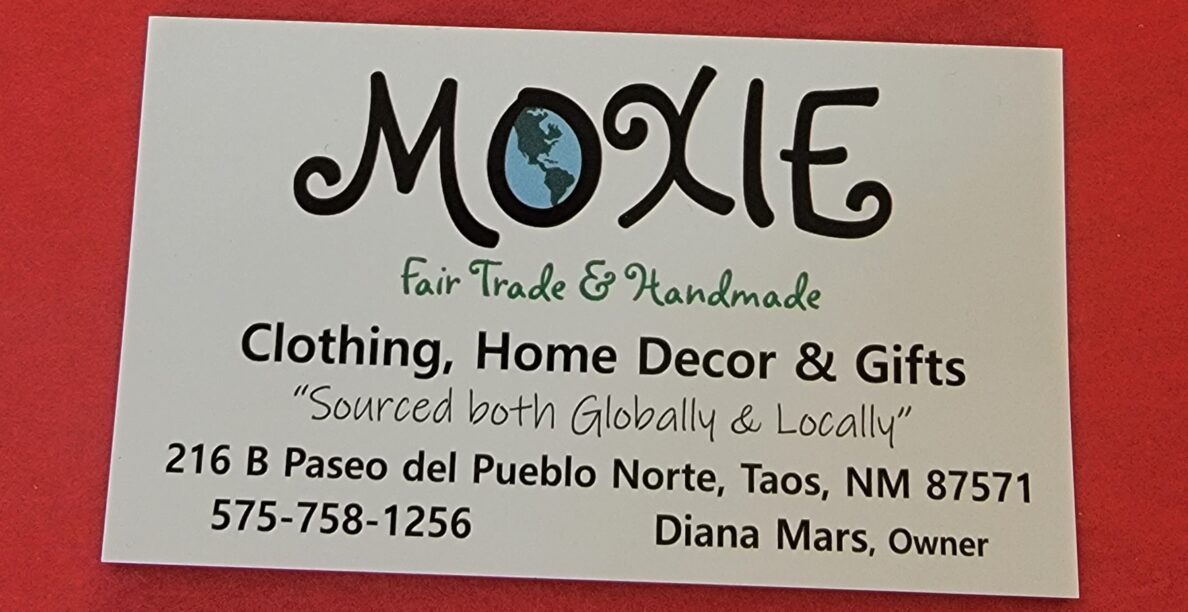 MOXIE
Fair Trade & Handmade
Clothing, Home Decor & Gifts
“Sourced both Globally & Locally”
216 B Paseo del Pueblo Norte, Taos, NM 87571
575-758-1256 Diana Mars, Owner